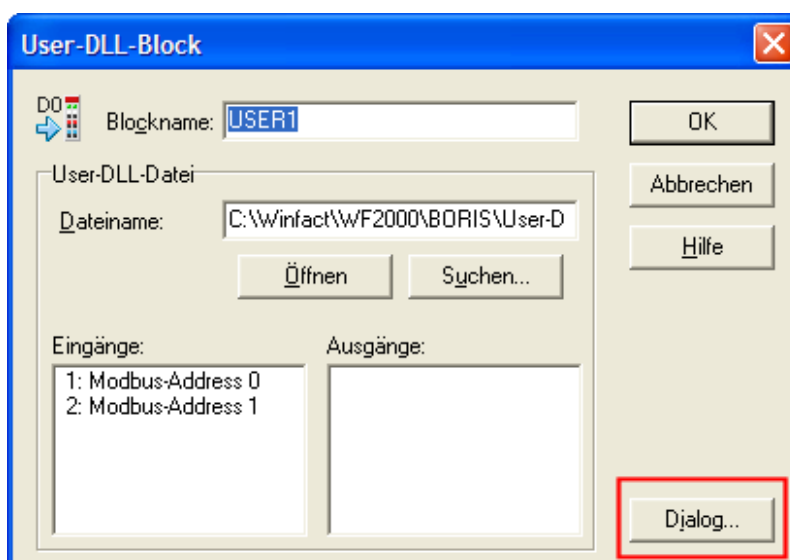 User-DLL-Block
DO
Blockname: USER1
OK
User-DLL-Datei
Abbrechen
Dateiname: C:\Winfact\WF2000\BORIS\User-D
Hilfe
Öffnen Suchen...
Eingänge: Ausgänge:
1: Modbus-Address 0
2: Modbus-Address 1
Dialog...